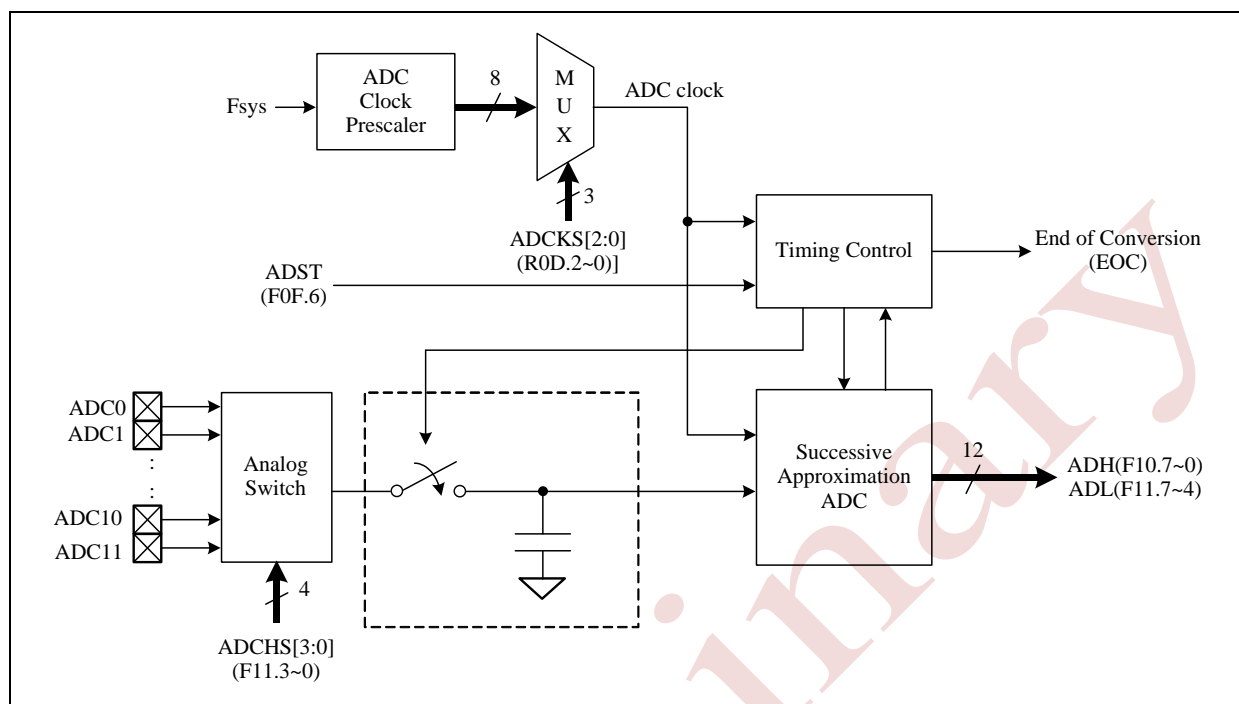 ADC
Clock
Prescaler
Fsys
8
M
U
X
ADC clock
3
ADCKS[2:0]
(R0D.2~0)]
ADST
(F0F.6)
Timing Control
End of Conversion
(EOC)
ADC0
ADC1
:
:
ADC10
ADC11
Analog
Switch
4
ADCHS[3:0]
(F11.3~0)
Successive
Approximation
ADC
12
ADH(F10.7~0)
ADL(F11.7~4)
inary